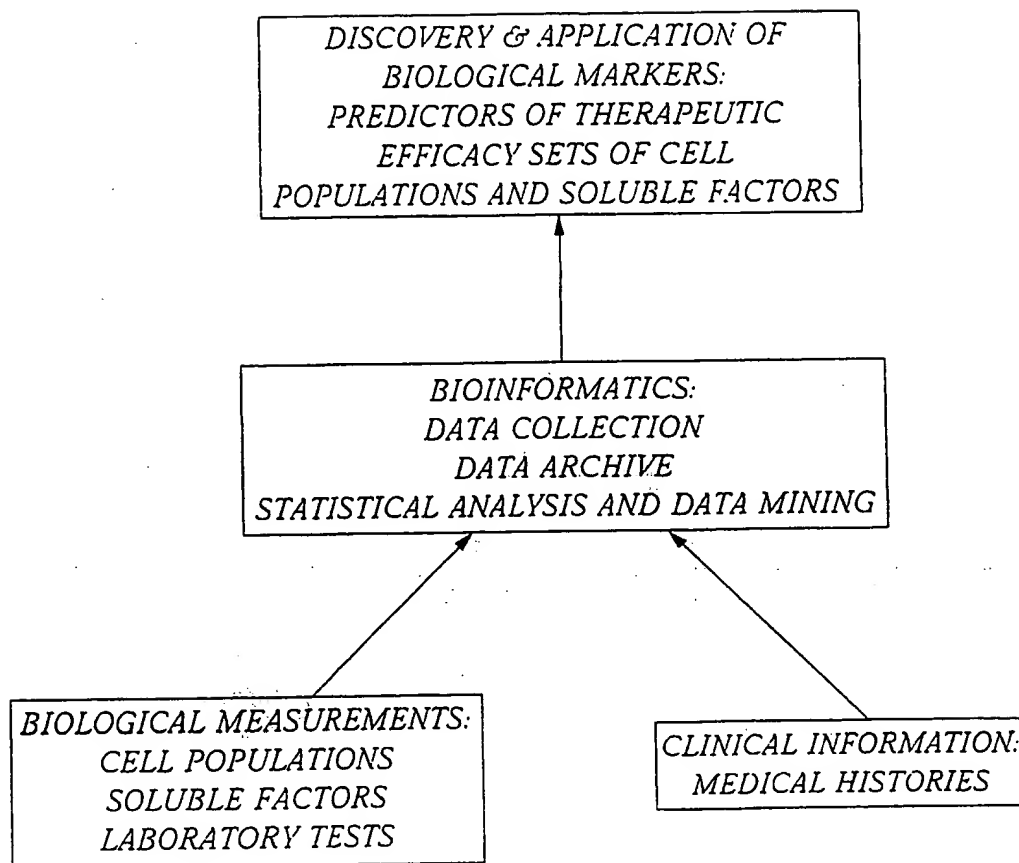 DISCOVERY & APPLICATION OF
BIOLOGICAL MARKERS:
PREDICTORS OF THERAPEUTIC
EFFICACY SETS OF CELL
POPULATIONS AND SOLUBLE FACTORS
BIOINFORMATICS:
DATA COLLECTION
DATA ARCHIVE
STATISTICAL ANALYSIS AND DATA MINING
BIOLOGICAL MEASUREMENTS:
CELL POPULATIONS
SOLUBLE FACTORS
LABORATORY TESTS
CLINICAL INFORMATION:
MEDICAL HISTORIES